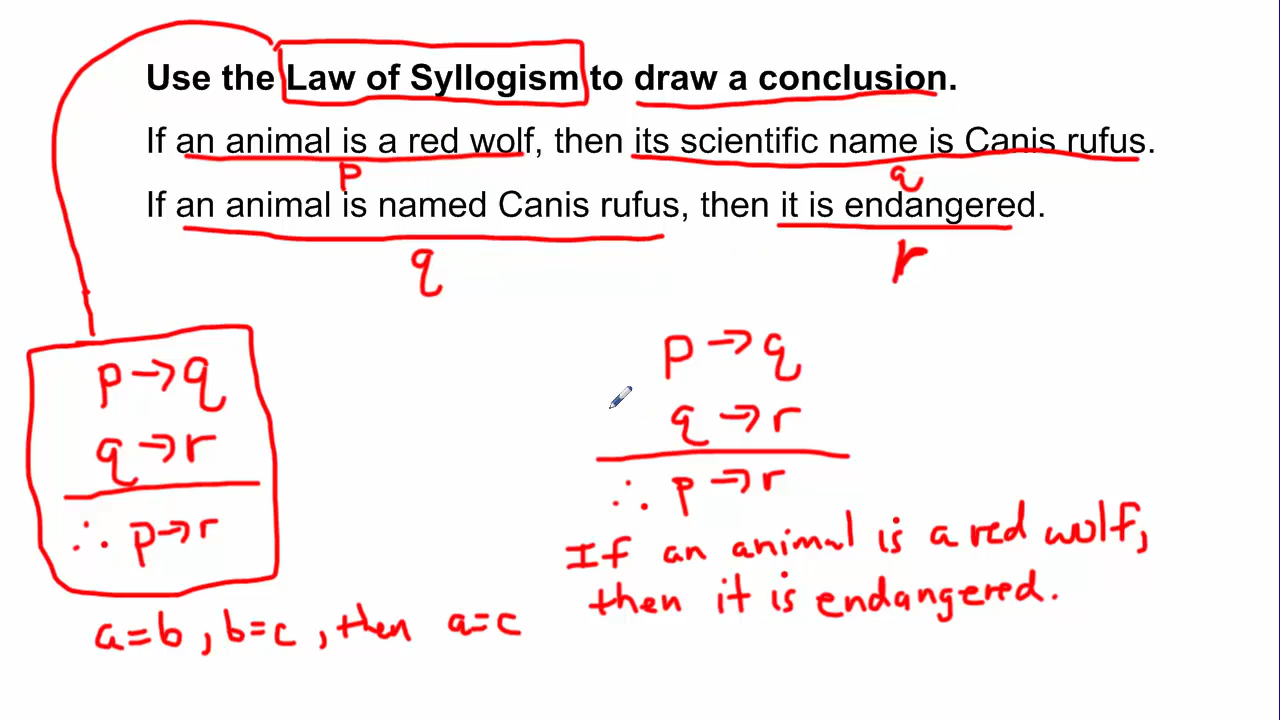 Use the Law of Syllogism to draw a conclusion.
If an animal is a red wolf, then its scientific name is Canis rufus.
p q
If an animal is named Canis rufus, then it is endangered.
q r
p → q
q → r
∴ p → r
a=b, b=c, then a=c
p → q
q → r
∴ p → r
If an animal is a red wolf,
then it is endangered.